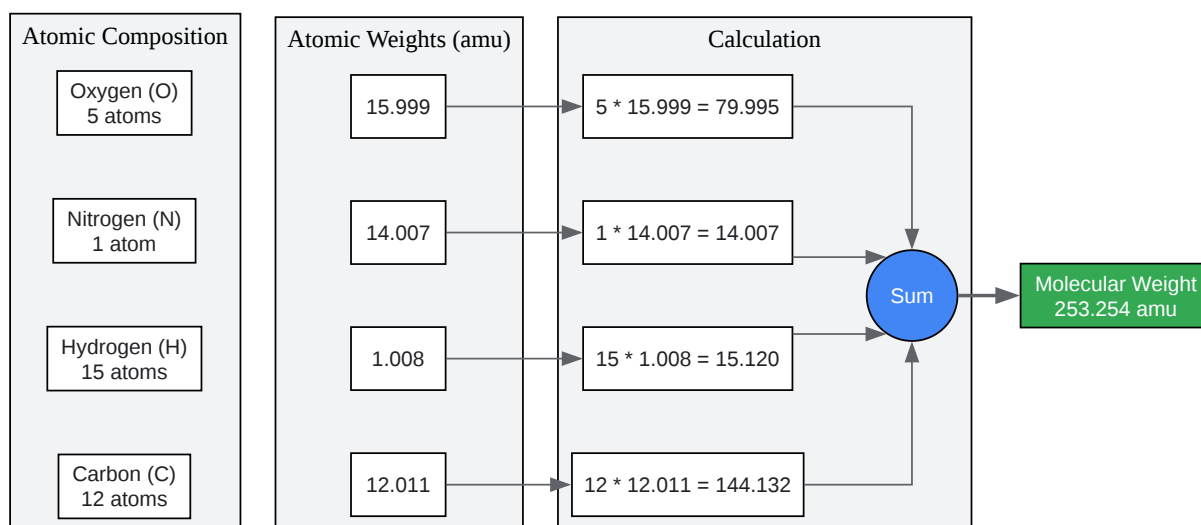 Atomic Composition
Oxygen (O)
5 atoms
Nitrogen (N)
1 atom
Hydrogen (H)
15 atoms
Carbon (C)
12 atoms
Atomic Weights (amu)
15.999
14.007
1.008
12.011
Calculation
5 * 15.999 = 79.995
1 * 14.007 = 14.007
15 * 1.008 = 15.120
12 * 12.011 = 144.132
Sum
Molecular Weight
253.254 amu